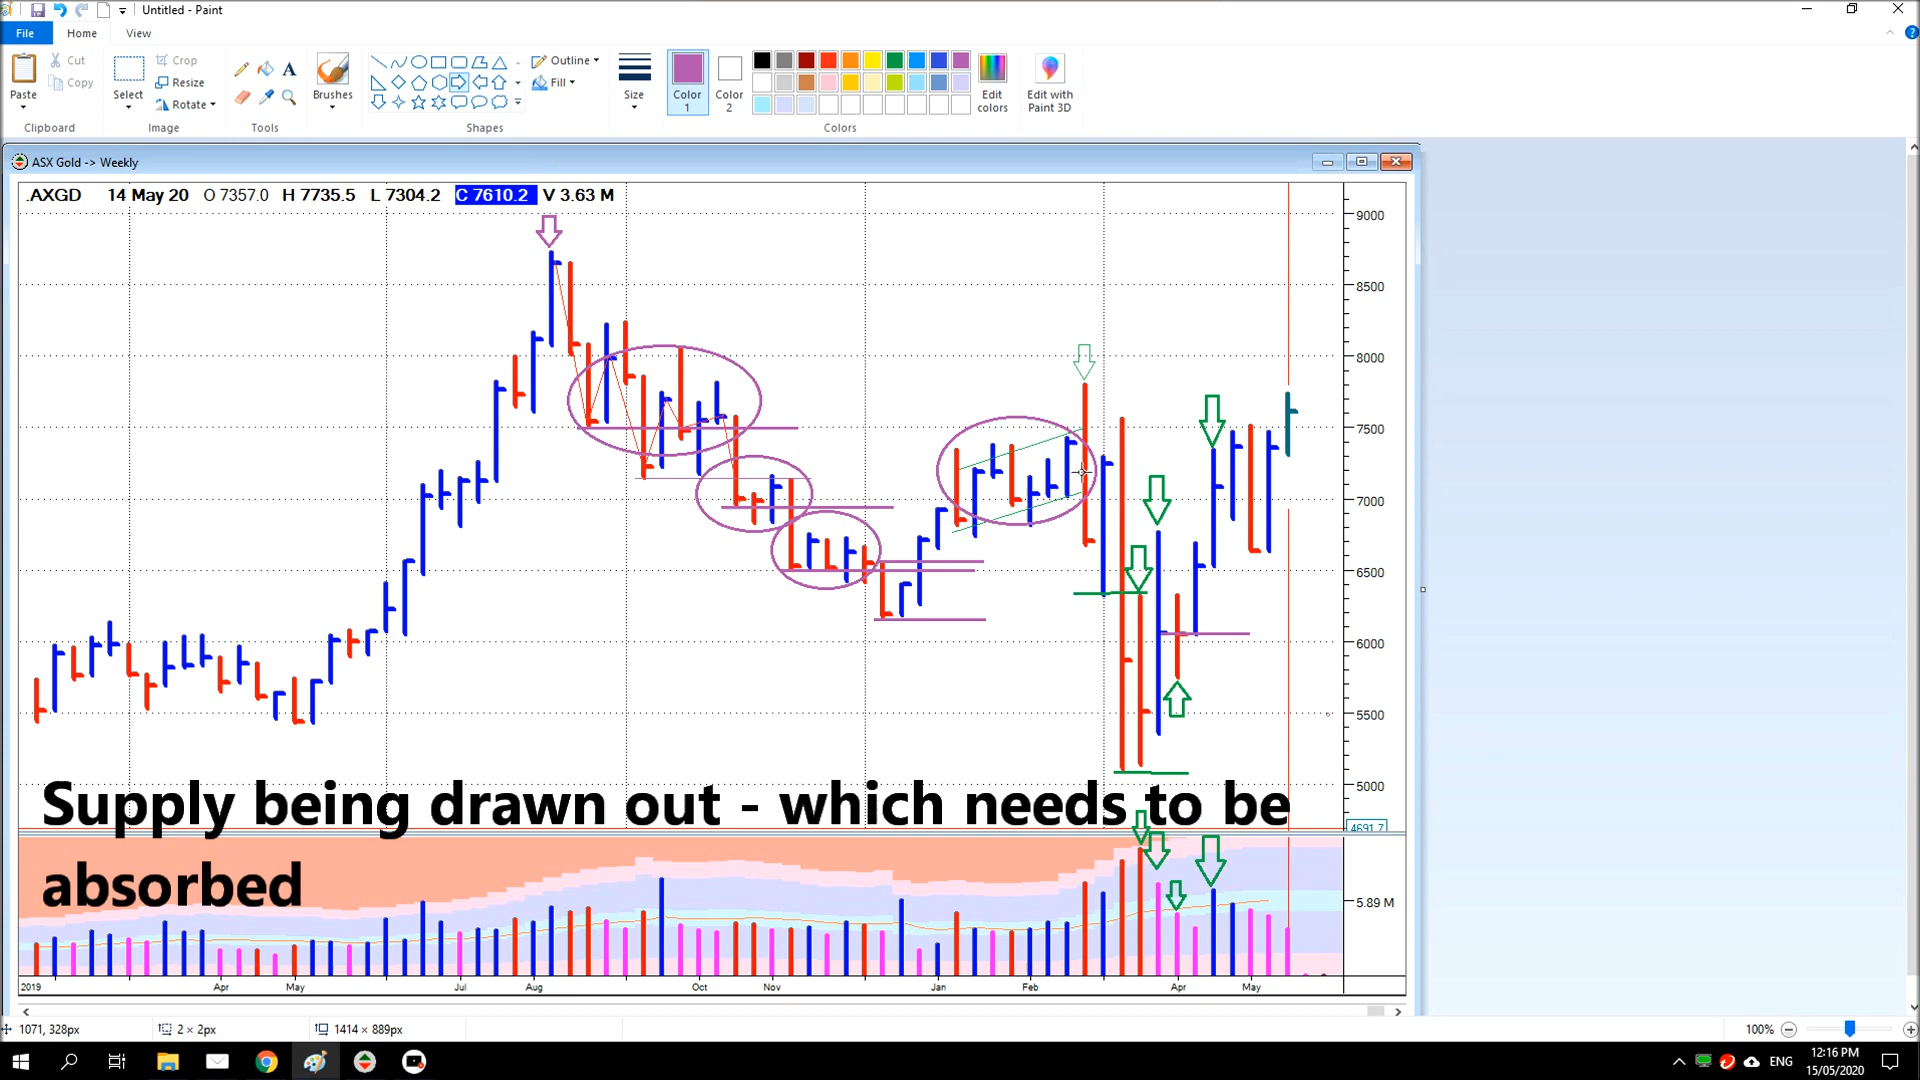 Untitled - Paint
File Home View
Paste
Cut
Copy
Clipboard
Select
Crop
Resize
Rotate
Image
A
Tools
Brushes
Shapes
Outline
Fill
Size
Color 1
Color 2
Edit colors
Colors
Edit with Paint 3D
ASX Gold -> Weekly
.AXGD 14 May 20 O 7357.0 H 7735.5 L 7304.2 C 7610.2 V 3.63 M
9000
8500
8000
7500
7000
6500
6000
5500
5000
4691.7
Supply being drawn out - which needs to be
absorbed
5.89 M
2019 Apr May Jul Aug Oct Nov Jan Feb Apr May
1071, 328px 2 × 2px 1414 × 889px 100%
ENG
12:16 PM
15/05/2020